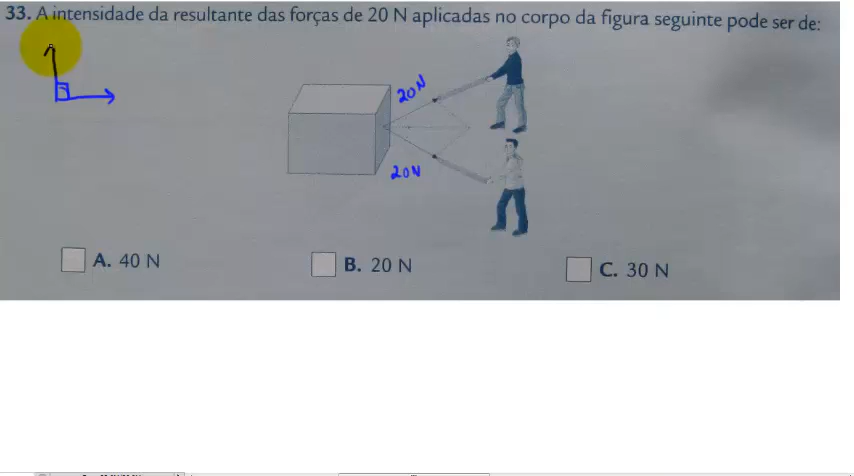 33. A intensidade da resultante das forças de 20 N aplicadas no corpo da figura seguinte pode ser de:
20N
20N
A. 40 N
B. 20 N
C. 30 N